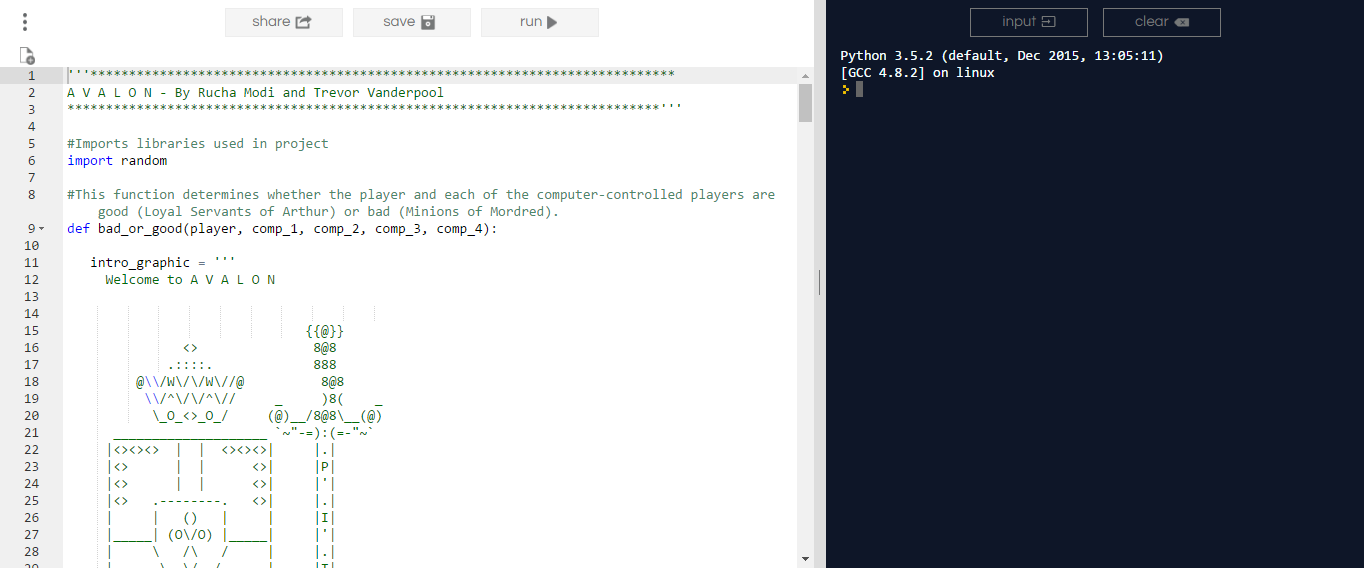 share save run
input clear
1 '''****************************************************************************
2 A V A L O N - By Rucha Modi and Trevor Vanderpool
3 *****************************************************************************'''
4
5 #Imports libraries used in project
6 import random
7
8 #This function determines whether the player and each of the computer-controlled players are
good (Loyal Servants of Arthur) or bad (Minions of Mordred).
9 def bad_or_good(player, comp_1, comp_2, comp_3, comp_4):
10
11    intro_graphic = '''
12      Welcome to A V A L O N
13
14
15                                {{@}}
16                <>               8@8
17              .::::.             888
18          @\\/W\/\/W\//@          8@8
19           \\/^\/\/^\//     _     )8(    _
20            \_O_<>_O_/     (@)__/8@8\__(@)
21       ____________________ `~"-=):(=-"~`
22      |<><><>  |  |  <><><>|     |.|
23      |<>      |  |      <>|     |P|
24      |<>      |  |      <>|     |'|
25      |<>   .--------.   <>|     |.|
26      |     |   ()   |     |     |I|
27      |_____| (O\/O) |_____|     |'|
28      |     \   /\   /     |     |.|
Python 3.5.2 (default, Dec 2015, 13:05:11)
[GCC 4.8.2] on linux